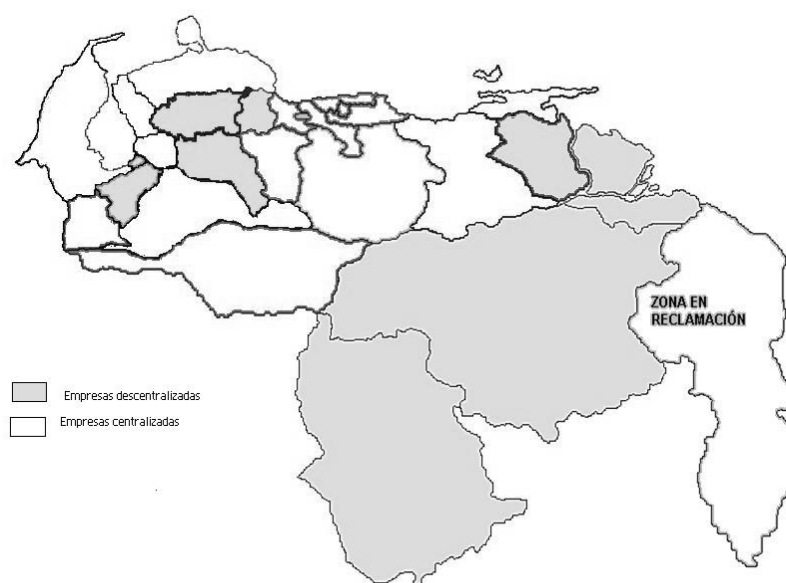 ZONA EN
RECLAMACIÓN
Empresas descentralizadas
Empresas centralizadas